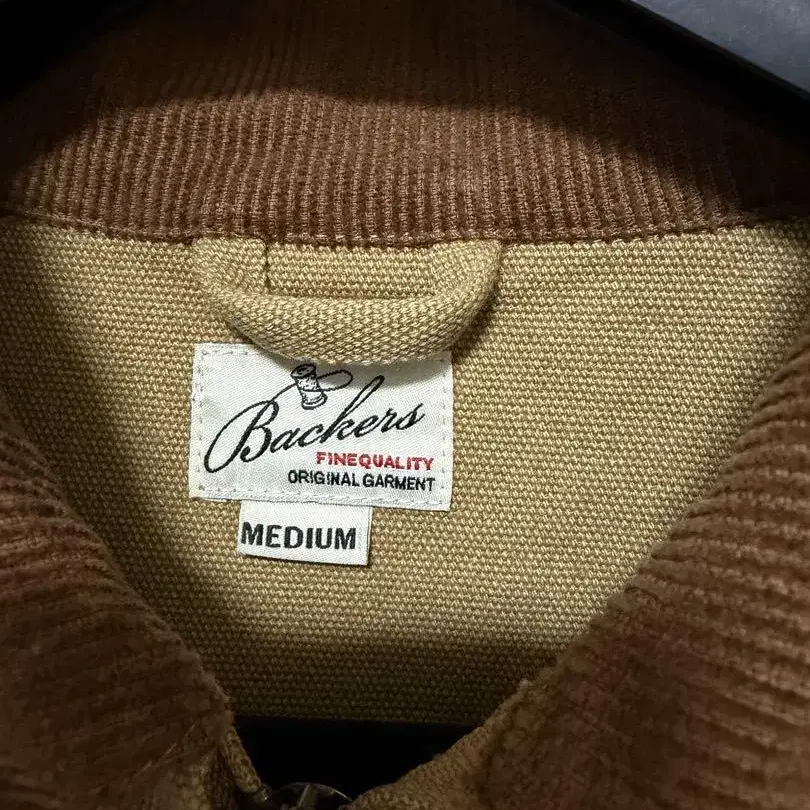 Backers
FINEQUALITY
ORIGINAL GARMENT
MEDIUM